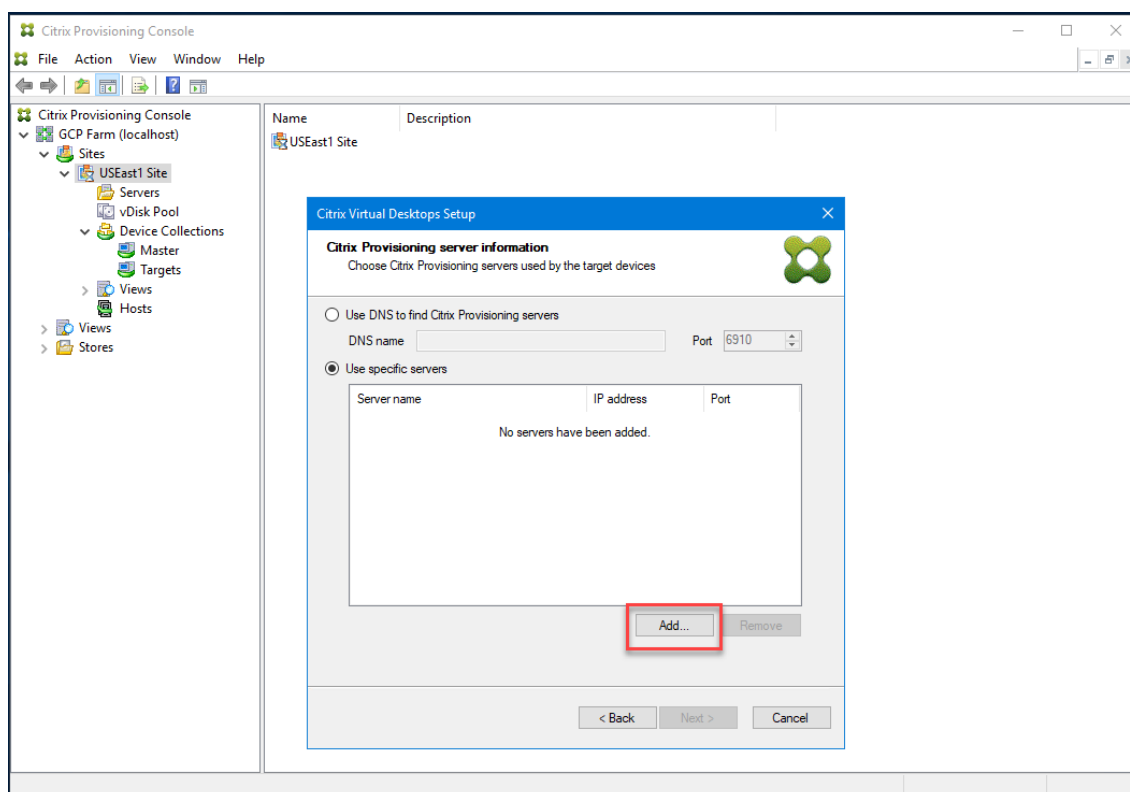 Citrix Provisioning Console
File Action View Window Help
Citrix Provisioning Console
GCP Farm (localhost)
Sites
USEast1 Site
Servers
vDisk Pool
Device Collections
Master
Targets
Views
Hosts
Views
Stores
Name Description
USEast1 Site
Citrix Virtual Desktops Setup
Citrix Provisioning server information
Choose Citrix Provisioning servers used by the target devices
Use DNS to find Citrix Provisioning servers
DNS name Port 6910
Use specific servers
Server name IP address Port
No servers have been added.
Add... Remove
< Back Next > Cancel